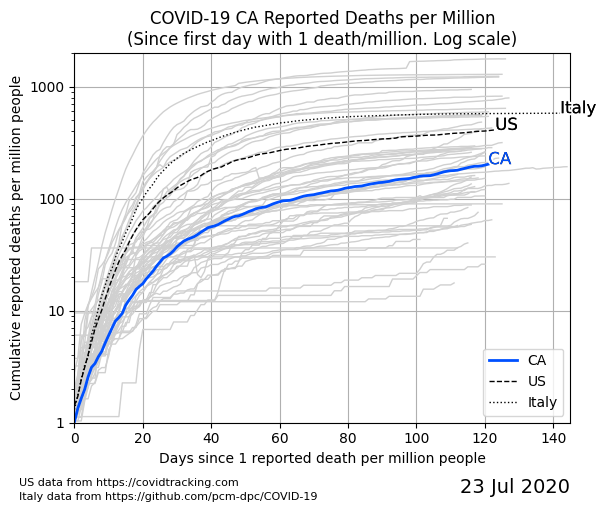 COVID-19 CA Reported Deaths per Million
(Since first day with 1 death/million. Log scale)
Cumulative reported deaths per million people
1000
100
10
1
Italy
US
CA
CA
US
Italy
0 20 40 60 80 100 120 140
Days since 1 reported death per million people
US data from https://covidtracking.com
Italy data from https://github.com/pcm-dpc/COVID-19
23 Jul 2020